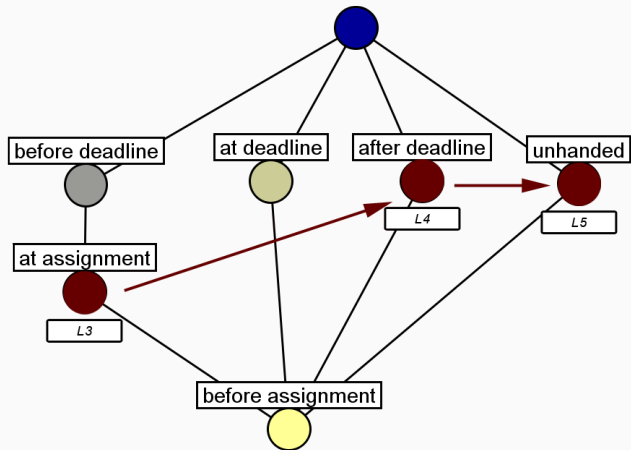 before deadline
at deadline
after deadline
unhanded
L4
L5
at assignment
L3
before assignment